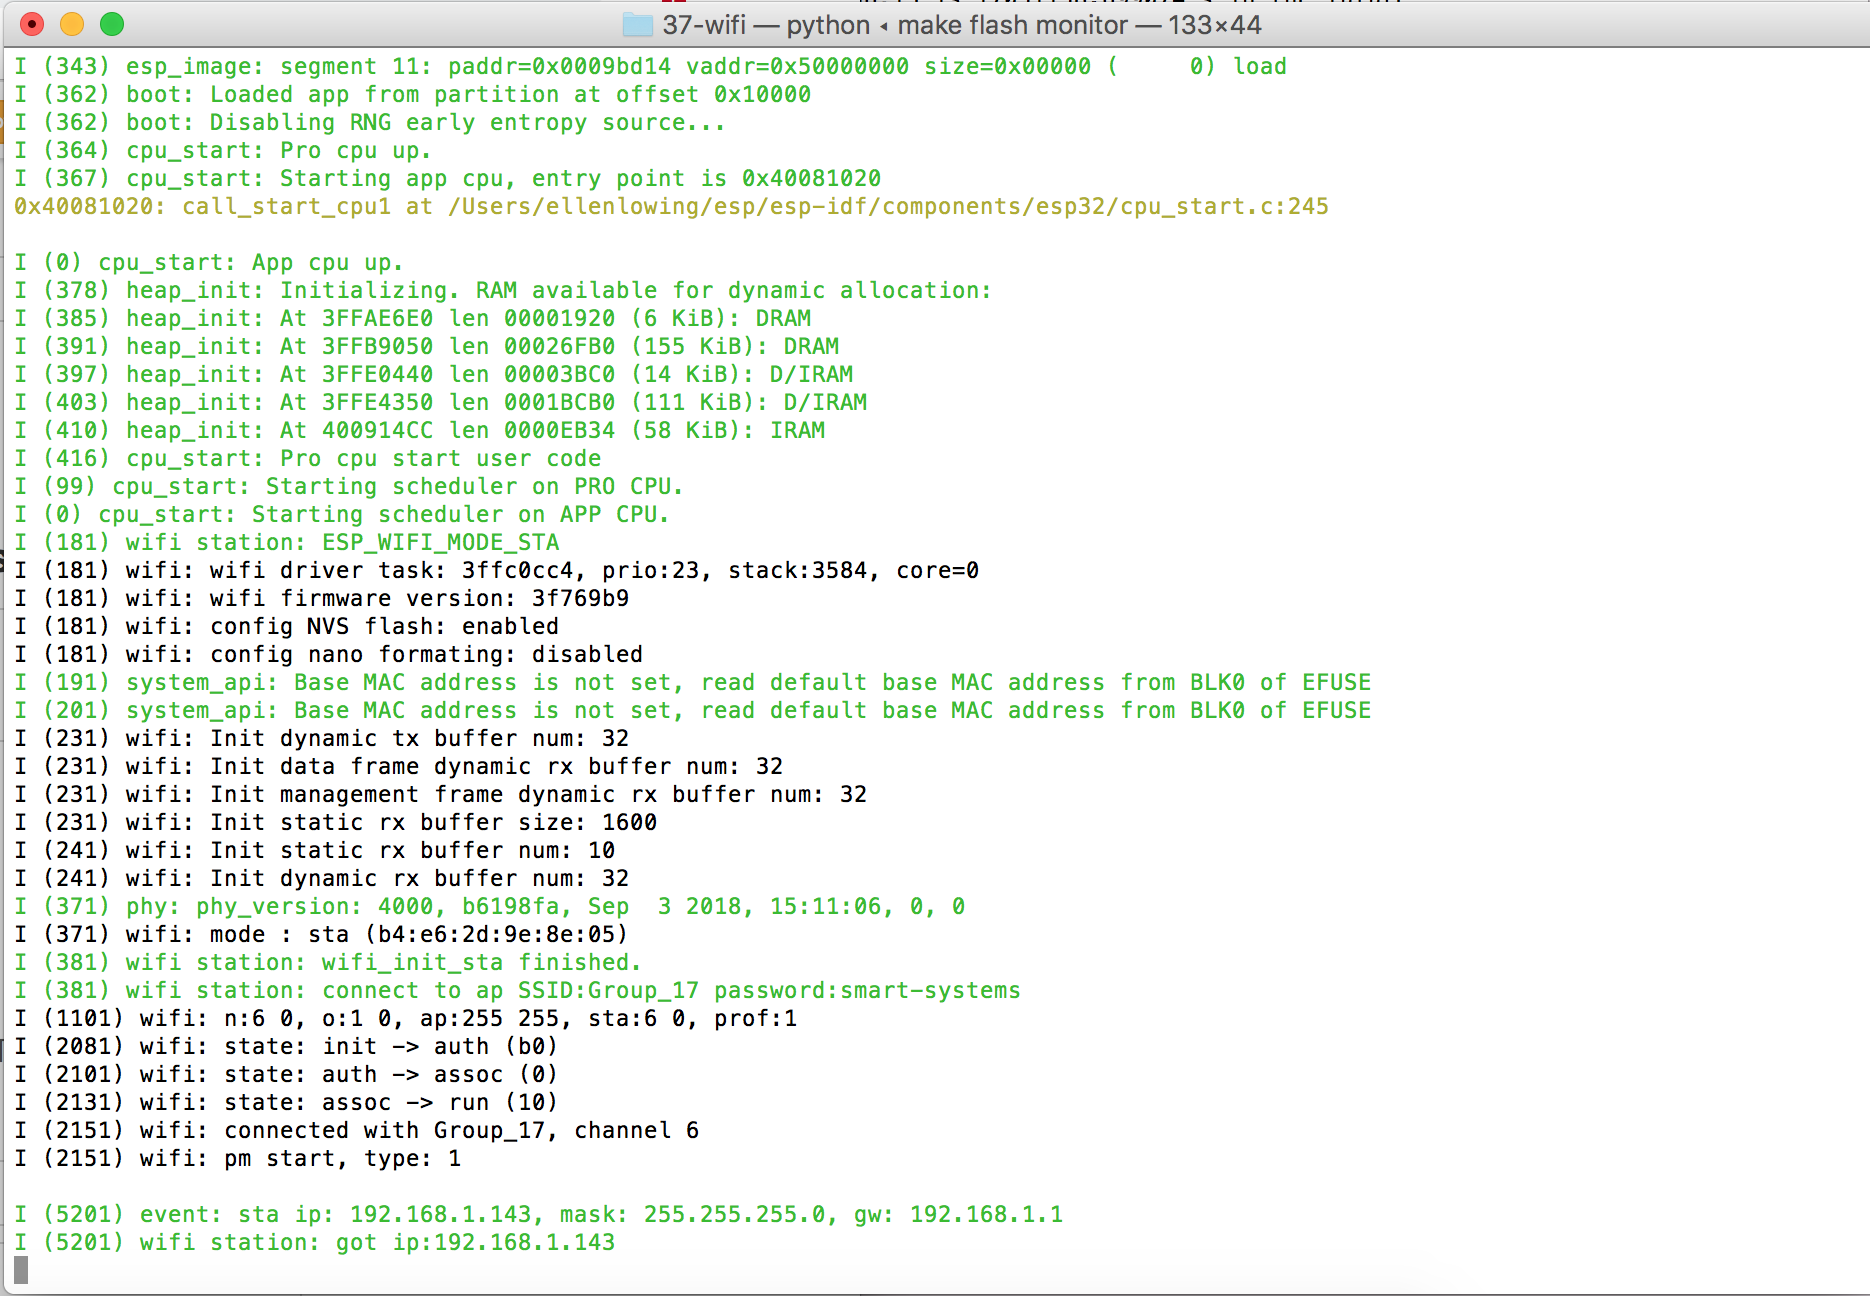 37-wifi — python ◂ make flash monitor — 133×44
I (343) esp_image: segment 11: paddr=0x0009bd14 vaddr=0x50000000 size=0x00000 (     0) load
I (362) boot: Loaded app from partition at offset 0x10000
I (362) boot: Disabling RNG early entropy source...
I (364) cpu_start: Pro cpu up.
I (367) cpu_start: Starting app cpu, entry point is 0x40081020
0x40081020: call_start_cpu1 at /Users/ellenlowing/esp/esp-idf/components/esp32/cpu_start.c:245
I (0) cpu_start: App cpu up.
I (378) heap_init: Initializing. RAM available for dynamic allocation:
I (385) heap_init: At 3FFAE6E0 len 00001920 (6 KiB): DRAM
I (391) heap_init: At 3FFB9050 len 00026FB0 (155 KiB): DRAM
I (397) heap_init: At 3FFE0440 len 00003BC0 (14 KiB): D/IRAM
I (403) heap_init: At 3FFE4350 len 0001BCB0 (111 KiB): D/IRAM
I (410) heap_init: At 400914CC len 0000EB34 (58 KiB): IRAM
I (416) cpu_start: Pro cpu start user code
I (99) cpu_start: Starting scheduler on PRO CPU.
I (0) cpu_start: Starting scheduler on APP CPU.
I (181) wifi station: ESP_WIFI_MODE_STA
I (181) wifi: wifi driver task: 3ffc0cc4, prio:23, stack:3584, core=0
I (181) wifi: wifi firmware version: 3f769b9
I (181) wifi: config NVS flash: enabled
I (181) wifi: config nano formating: disabled
I (191) system_api: Base MAC address is not set, read default base MAC address from BLK0 of EFUSE
I (201) system_api: Base MAC address is not set, read default base MAC address from BLK0 of EFUSE
I (231) wifi: Init dynamic tx buffer num: 32
I (231) wifi: Init data frame dynamic rx buffer num: 32
I (231) wifi: Init management frame dynamic rx buffer num: 32
I (231) wifi: Init static rx buffer size: 1600
I (241) wifi: Init static rx buffer num: 10
I (241) wifi: Init dynamic rx buffer num: 32
I (371) phy: phy_version: 4000, b6198fa, Sep  3 2018, 15:11:06, 0, 0
I (371) wifi: mode : sta (b4:e6:2d:9e:8e:05)
I (381) wifi station: wifi_init_sta finished.
I (381) wifi station: connect to ap SSID:Group_17 password:smart-systems
I (1101) wifi: n:6 0, o:1 0, ap:255 255, sta:6 0, prof:1
I (2081) wifi: state: init -> auth (b0)
I (2101) wifi: state: auth -> assoc (0)
I (2131) wifi: state: assoc -> run (10)
I (2151) wifi: connected with Group_17, channel 6
I (2151) wifi: pm start, type: 1
I (5201) event: sta ip: 192.168.1.143, mask: 255.255.255.0, gw: 192.168.1.1
I (5201) wifi station: got ip:192.168.1.143